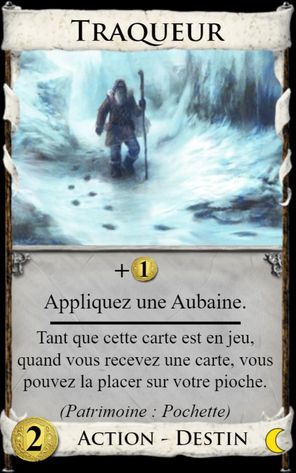 TRAQUEUR
+1
Appliquez une Aubaine.
Tant que cette carte est en jeu,
quand vous recevez une carte, vous
pouvez la placer sur votre pioche.
(Patrimoine : Pochette)
2 ACTION - DESTIN